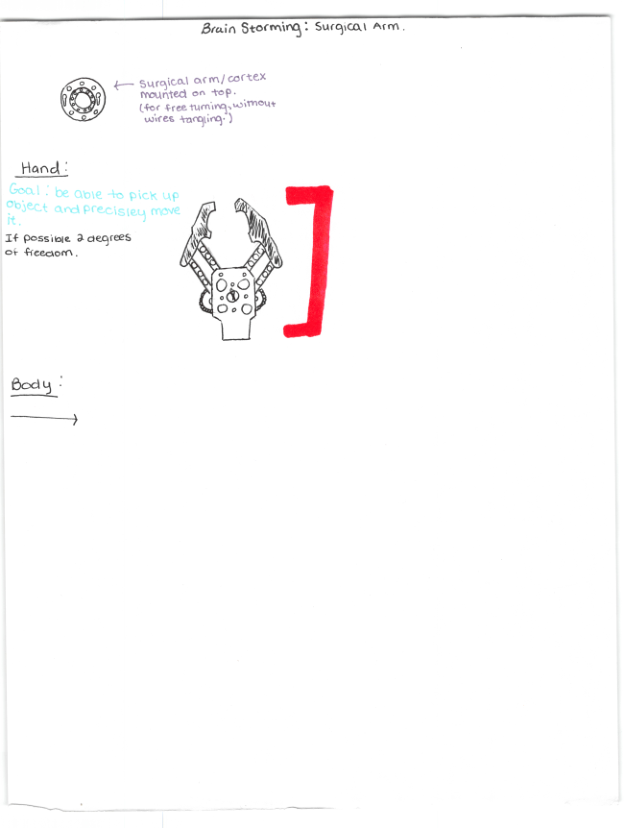 Brain Storming: Surgical Arm.
Surgical arm/cortex
mounted on top.
(for free turning, without
wires tangling.)
Hand:
Goal: be able to pick up
object and precisley move
it.
If possible 2 degrees
of freedom.
Body: